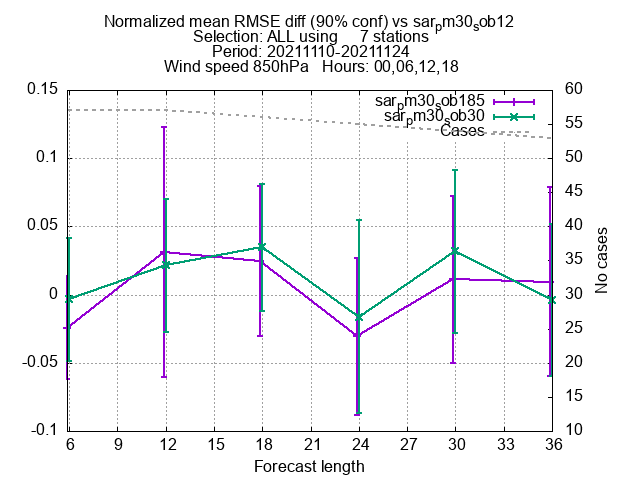 Normalized mean RMSE diff (90% conf) vs sarpm30sob12
Selection: ALL using 7 stations
Period: 20211110-20211124
Wind speed 850hPa Hours: 00,06,12,18
0.15 60
sarpm30sob185
sarpm30sob30
55
Cases
0.1 50
45
0.05 40
35
0 30
25
-0.05 20
15
-0.1 10
No cases
6 9 12 15 18 21 24 27 30 33 36
Forecast length